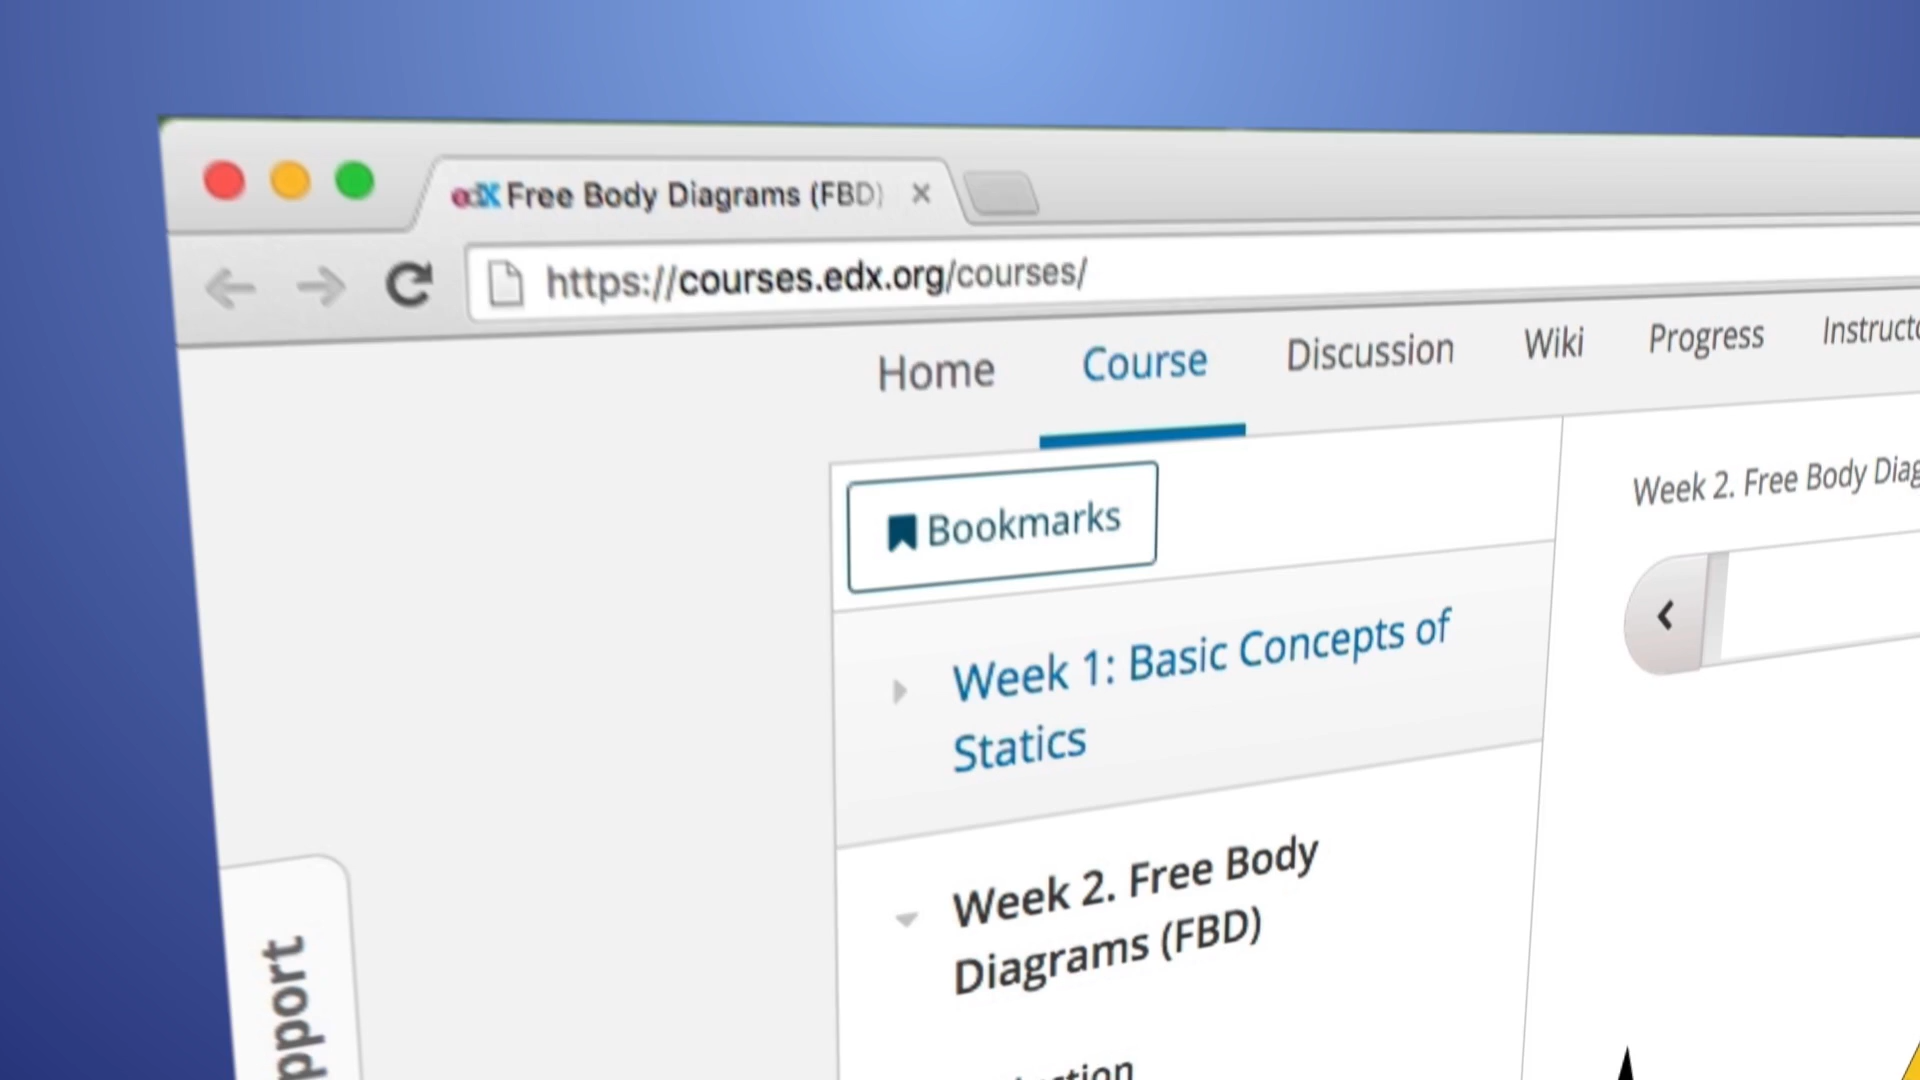 edX Free Body Diagrams (FBD)
https://courses.edx.org/courses/
Home Course Discussion Wiki Progress
Bookmarks
Week 2. Free Body
Week 1: Basic Concepts of
Statics
Week 2. Free Body
Diagrams (FBD)